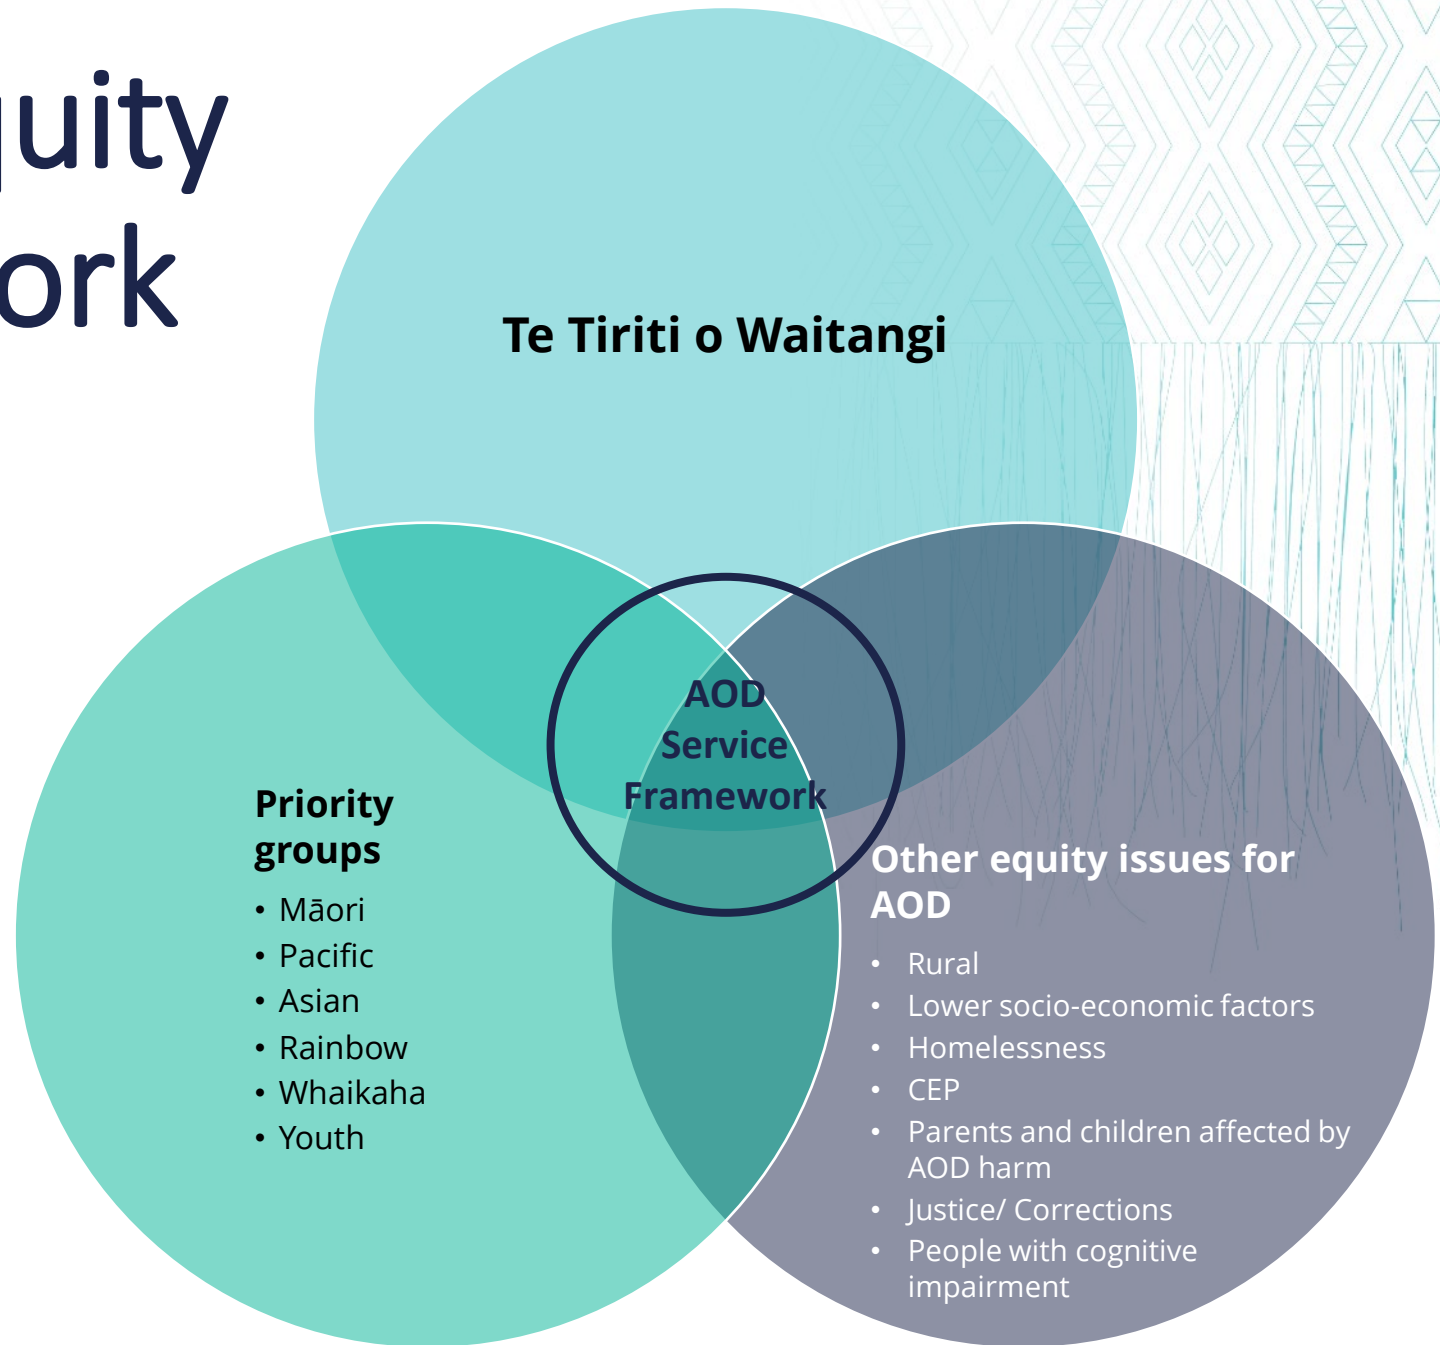 quity
ork
Te Tiriti o Waitangi
AOD
Service
Framework
Priority
groups
• Māori
• Pacific
• Asian
• Rainbow
• Whaikaha
• Youth
Other equity issues for
AOD
• Rural
• Lower socio-economic factors
• Homelessness
• CEP
• Parents and children affected by
AOD harm
• Justice/ Corrections
• People with cognitive
impairment